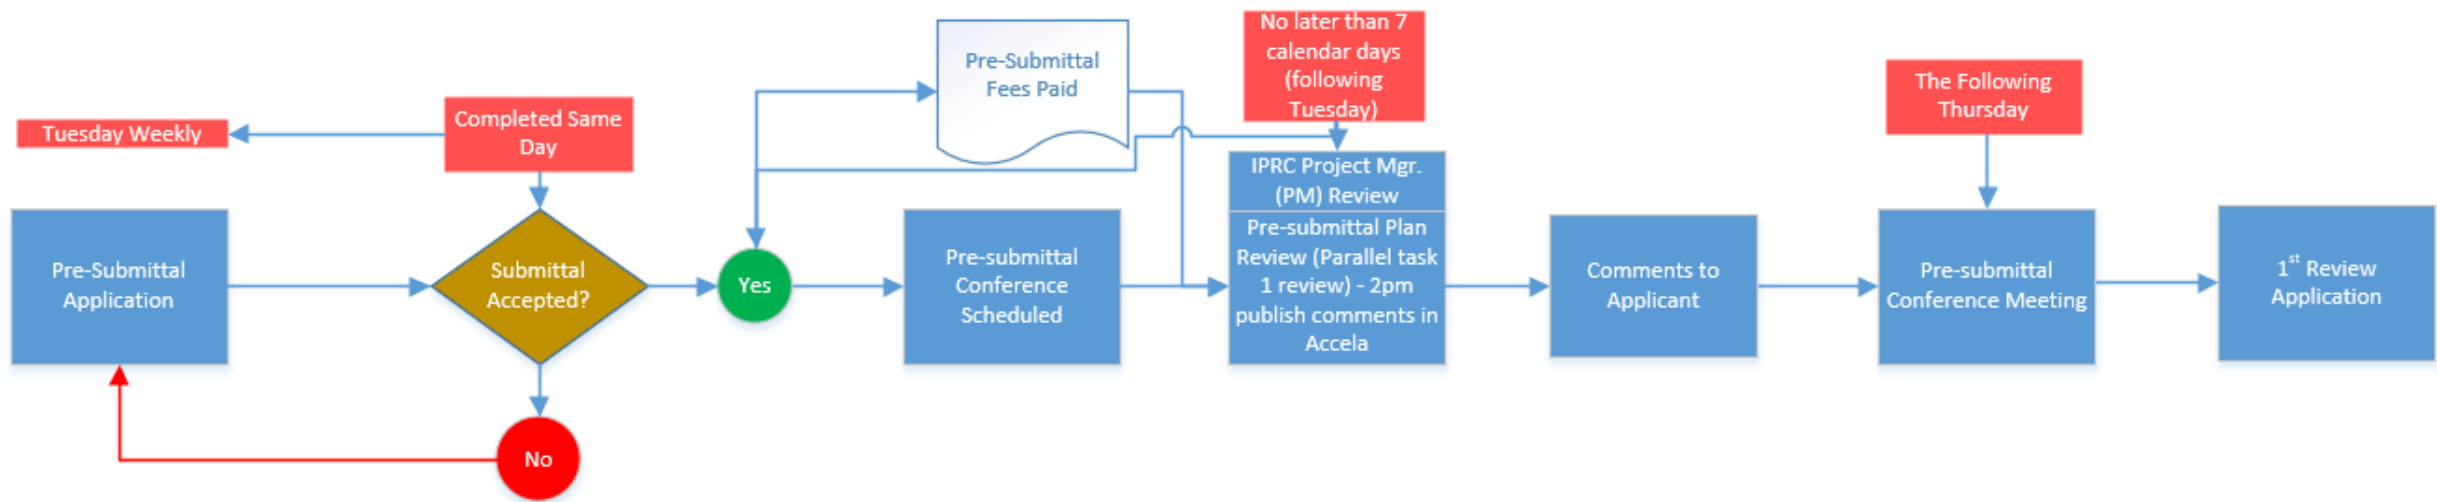 Tuesday Weekly
Completed Same
Day
Pre-Submittal
Fees Paid
No later than 7
calendar days
(following
Tuesday)
The Following
Thursday
Pre-Submittal
Application
Submittal
Accepted?
Yes
No
Pre-submittal
Conference
Scheduled
IPRC Project Mgr.
(PM) Review
Pre-submittal Plan
Review (Parallel task
1 review) - 2pm
publish comments in
Accela
Comments to
Applicant
Pre-submittal
Conference Meeting
1st Review
Application